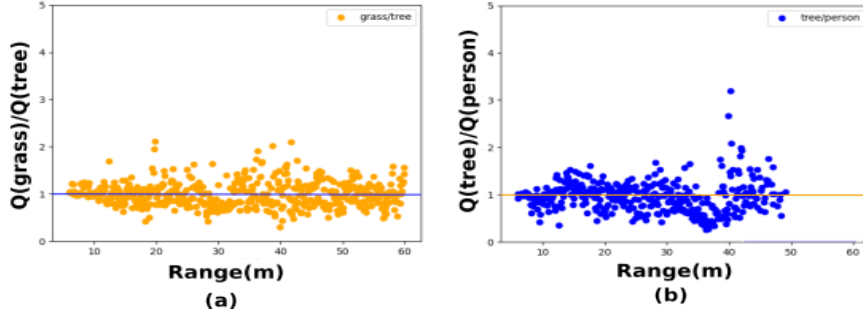 5
4
3
2
1
0
Q(grass)/Q(tree)
grass/tree
10 20 30 40 50 60
Range(m)
(a)
5
4
3
2
1
0
Q(tree)/Q(person)
tree/person
10 20 30 40 50 60
Range(m)
(b)